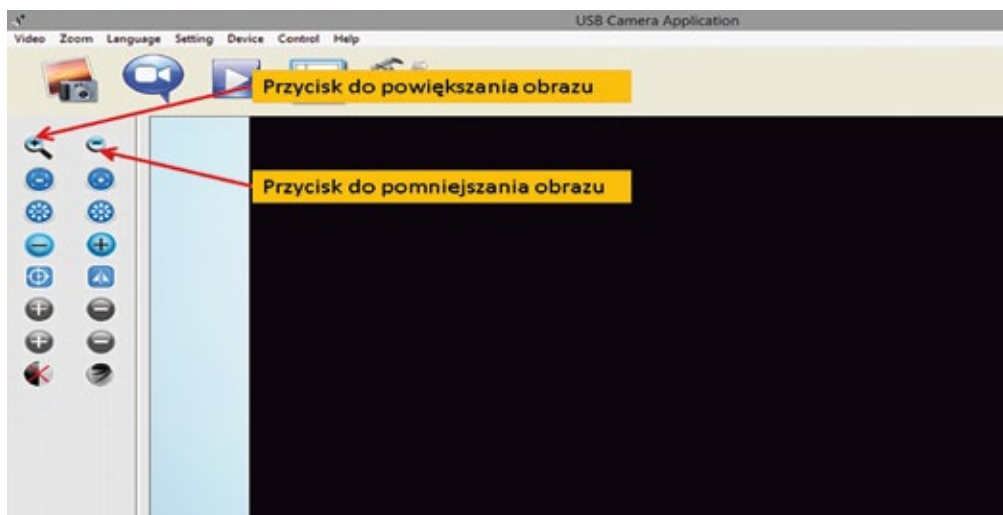 USB Camera Application
Video Zoom Language Setting Device Control Help
Przycisk do powiększania obrazu
Przycisk do pomniejszania obrazu